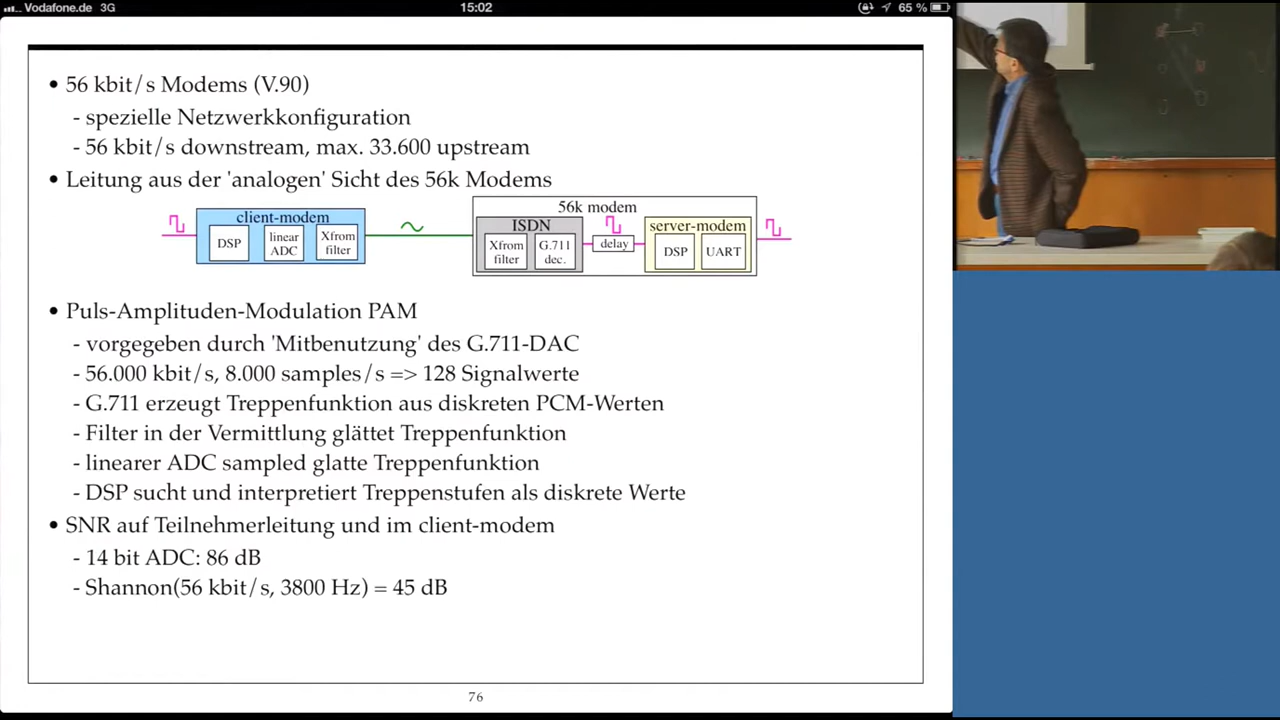 Vodafone.de 3G 15:02 65 %
• 56 kbit/s Modems (V.90)
- spezielle Netzwerkkonfiguration
- 56 kbit/s downstream, max. 33.600 upstream
• Leitung aus der 'analogen' Sicht des 56k Modems
56k modem
client-modem ISDN server-modem
DSP linear ADC Xfrom filter Xfrom filter G.711 dec. delay DSP UART
• Puls-Amplituden-Modulation PAM
- vorgegeben durch 'Mitbenutzung' des G.711-DAC
- 56.000 kbit/s, 8.000 samples/s => 128 Signalwerte
- G.711 erzeugt Treppenfunktion aus diskreten PCM-Werten
- Filter in der Vermittlung glättet Treppenfunktion
- linearer ADC sampled glatte Treppenfunktion
- DSP sucht und interpretiert Treppenstufen als diskrete Werte
• SNR auf Teilnehmerleitung und im client-modem
- 14 bit ADC: 86 dB
- Shannon(56 kbit/s, 3800 Hz) = 45 dB
76